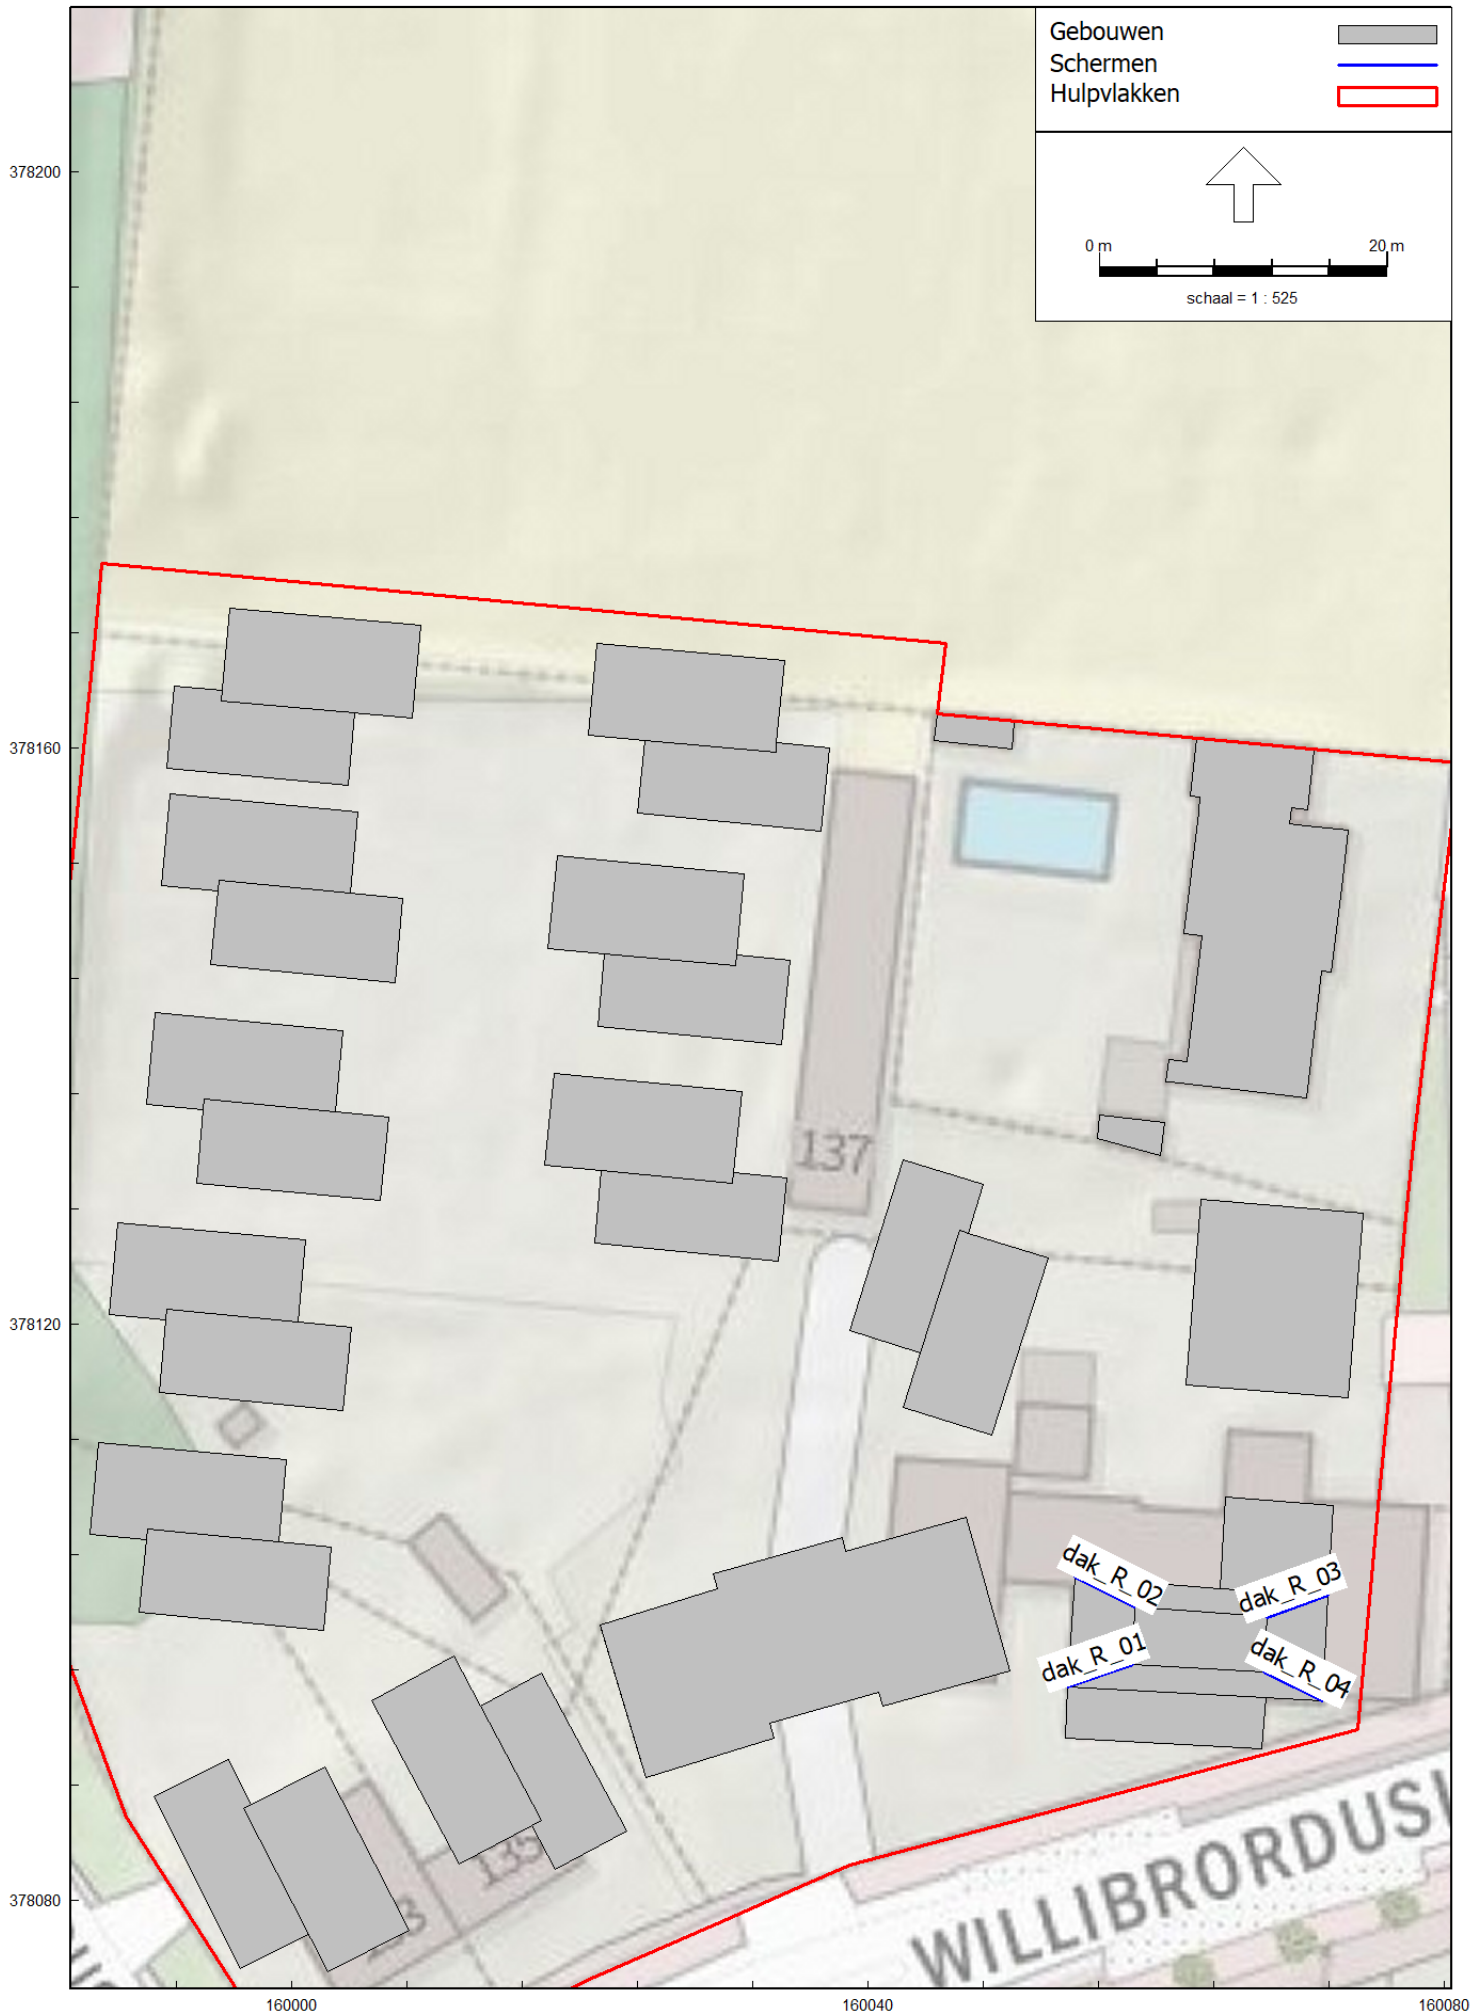 Gebouwen
Schermen
Hulpvlakken
0 m 20 m
schaal = 1 : 525
378200
378160
378120
378080
137
dak_R_02
dak_R_03
dak_R_01
dak_R_04
135
WILLIBRORDUSL
160000 160040 160080